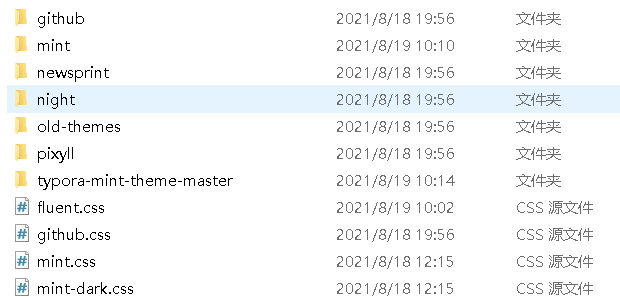 github 2021/8/18 19:56 文件夹
mint 2021/8/19 10:10 文件夹
newsprint 2021/8/18 19:56 文件夹
night 2021/8/18 19:56 文件夹
old-themes 2021/8/18 19:56 文件夹
pixyll 2021/8/18 19:56 文件夹
typora-mint-theme-master 2021/8/19 10:14 文件夹
fluent.css 2021/8/19 10:02 CSS 源文件
github.css 2021/8/18 19:56 CSS 源文件
mint.css 2021/8/18 12:15 CSS 源文件
mint-dark.css 2021/8/18 12:15 CSS 源文件